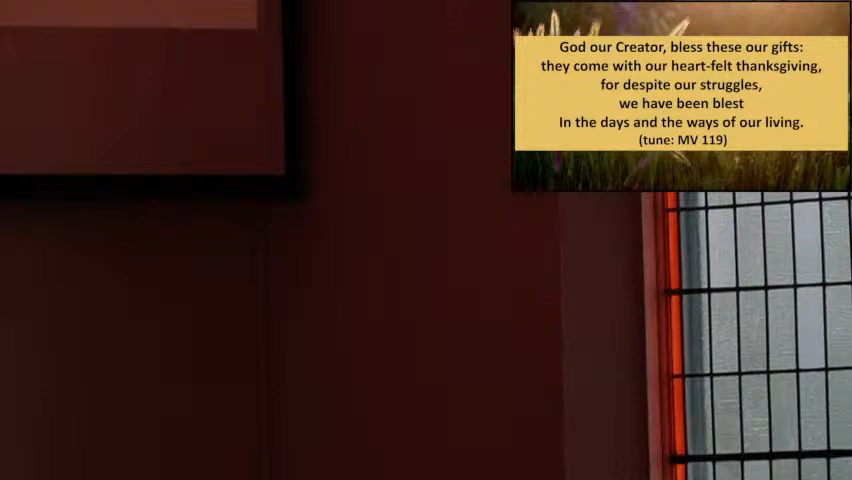 God our Creator, bless these our gifts:
they come with our heart-felt thanksgiving,
for despite our struggles,
we have been blest
In the days and the ways of our living.
(tune: MV 119)